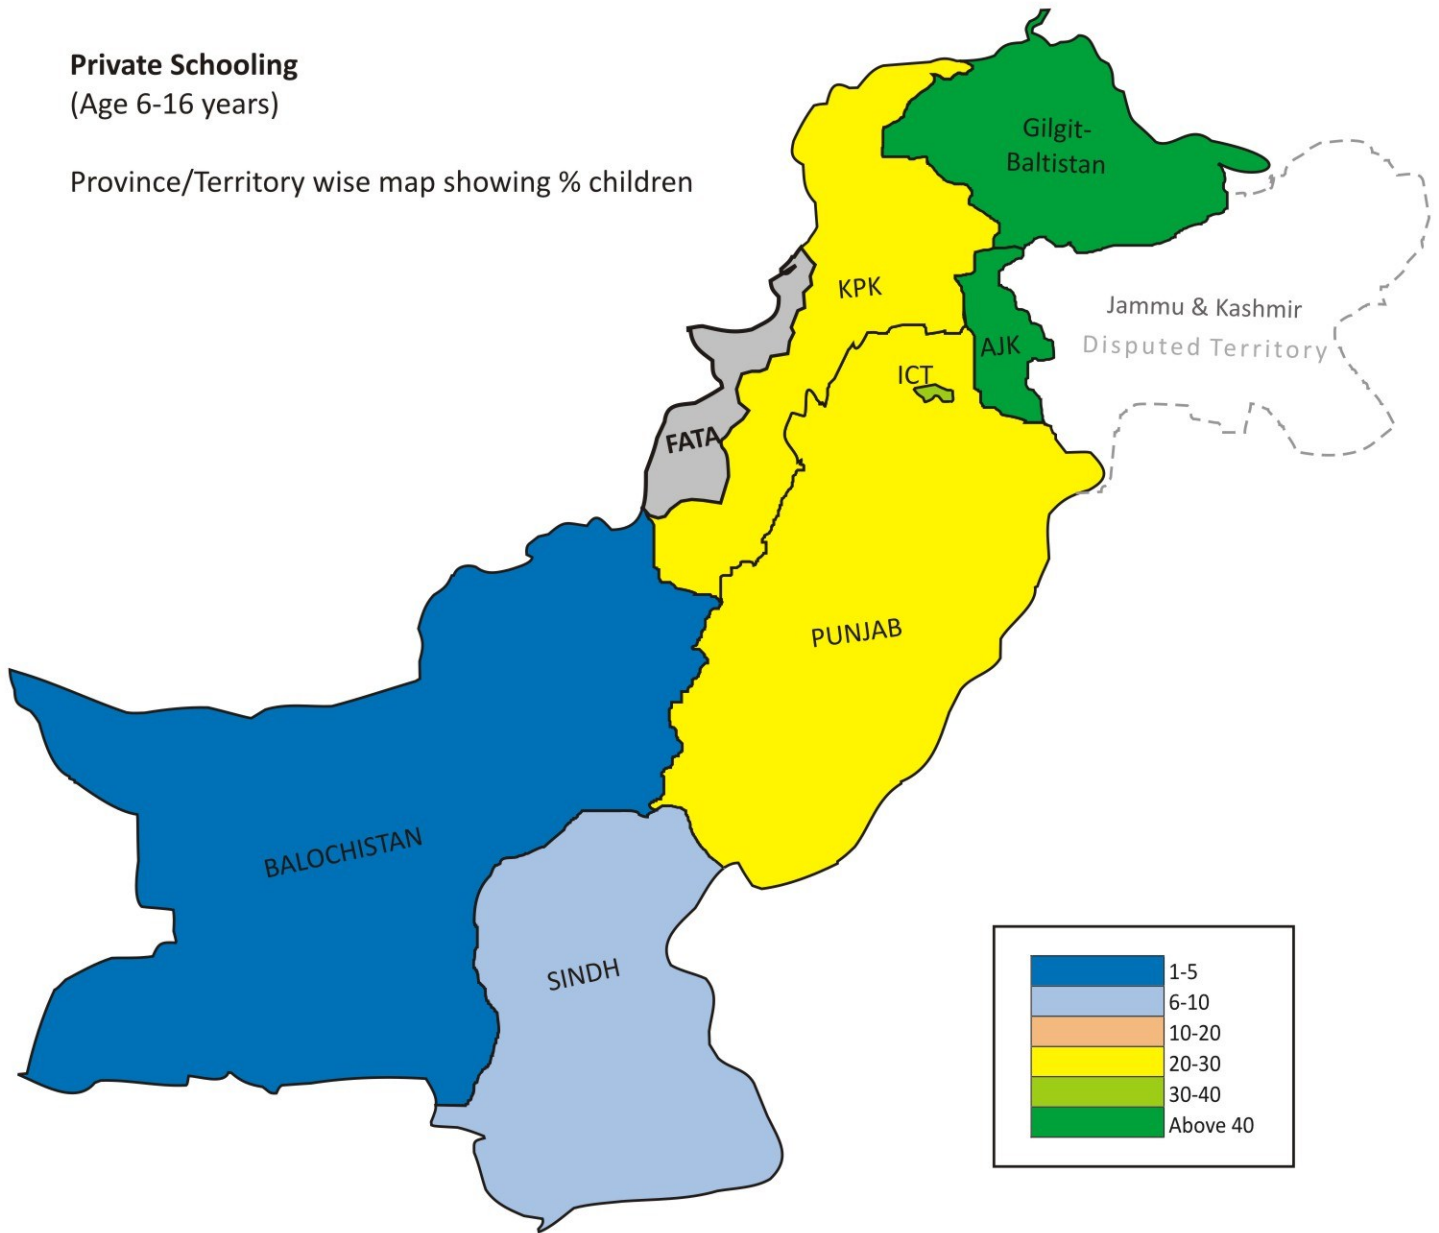 Private Schooling
(Age 6-16 years)
Province/Territory wise map showing % children
Gilgit-
Baltistan
KPK
Jammu & Kashmir
Disputed Territory
AJK
ICT
FATA
PUNJAB
BALOCHISTAN
SINDH
1-5
6-10
10-20
20-30
30-40
Above 40